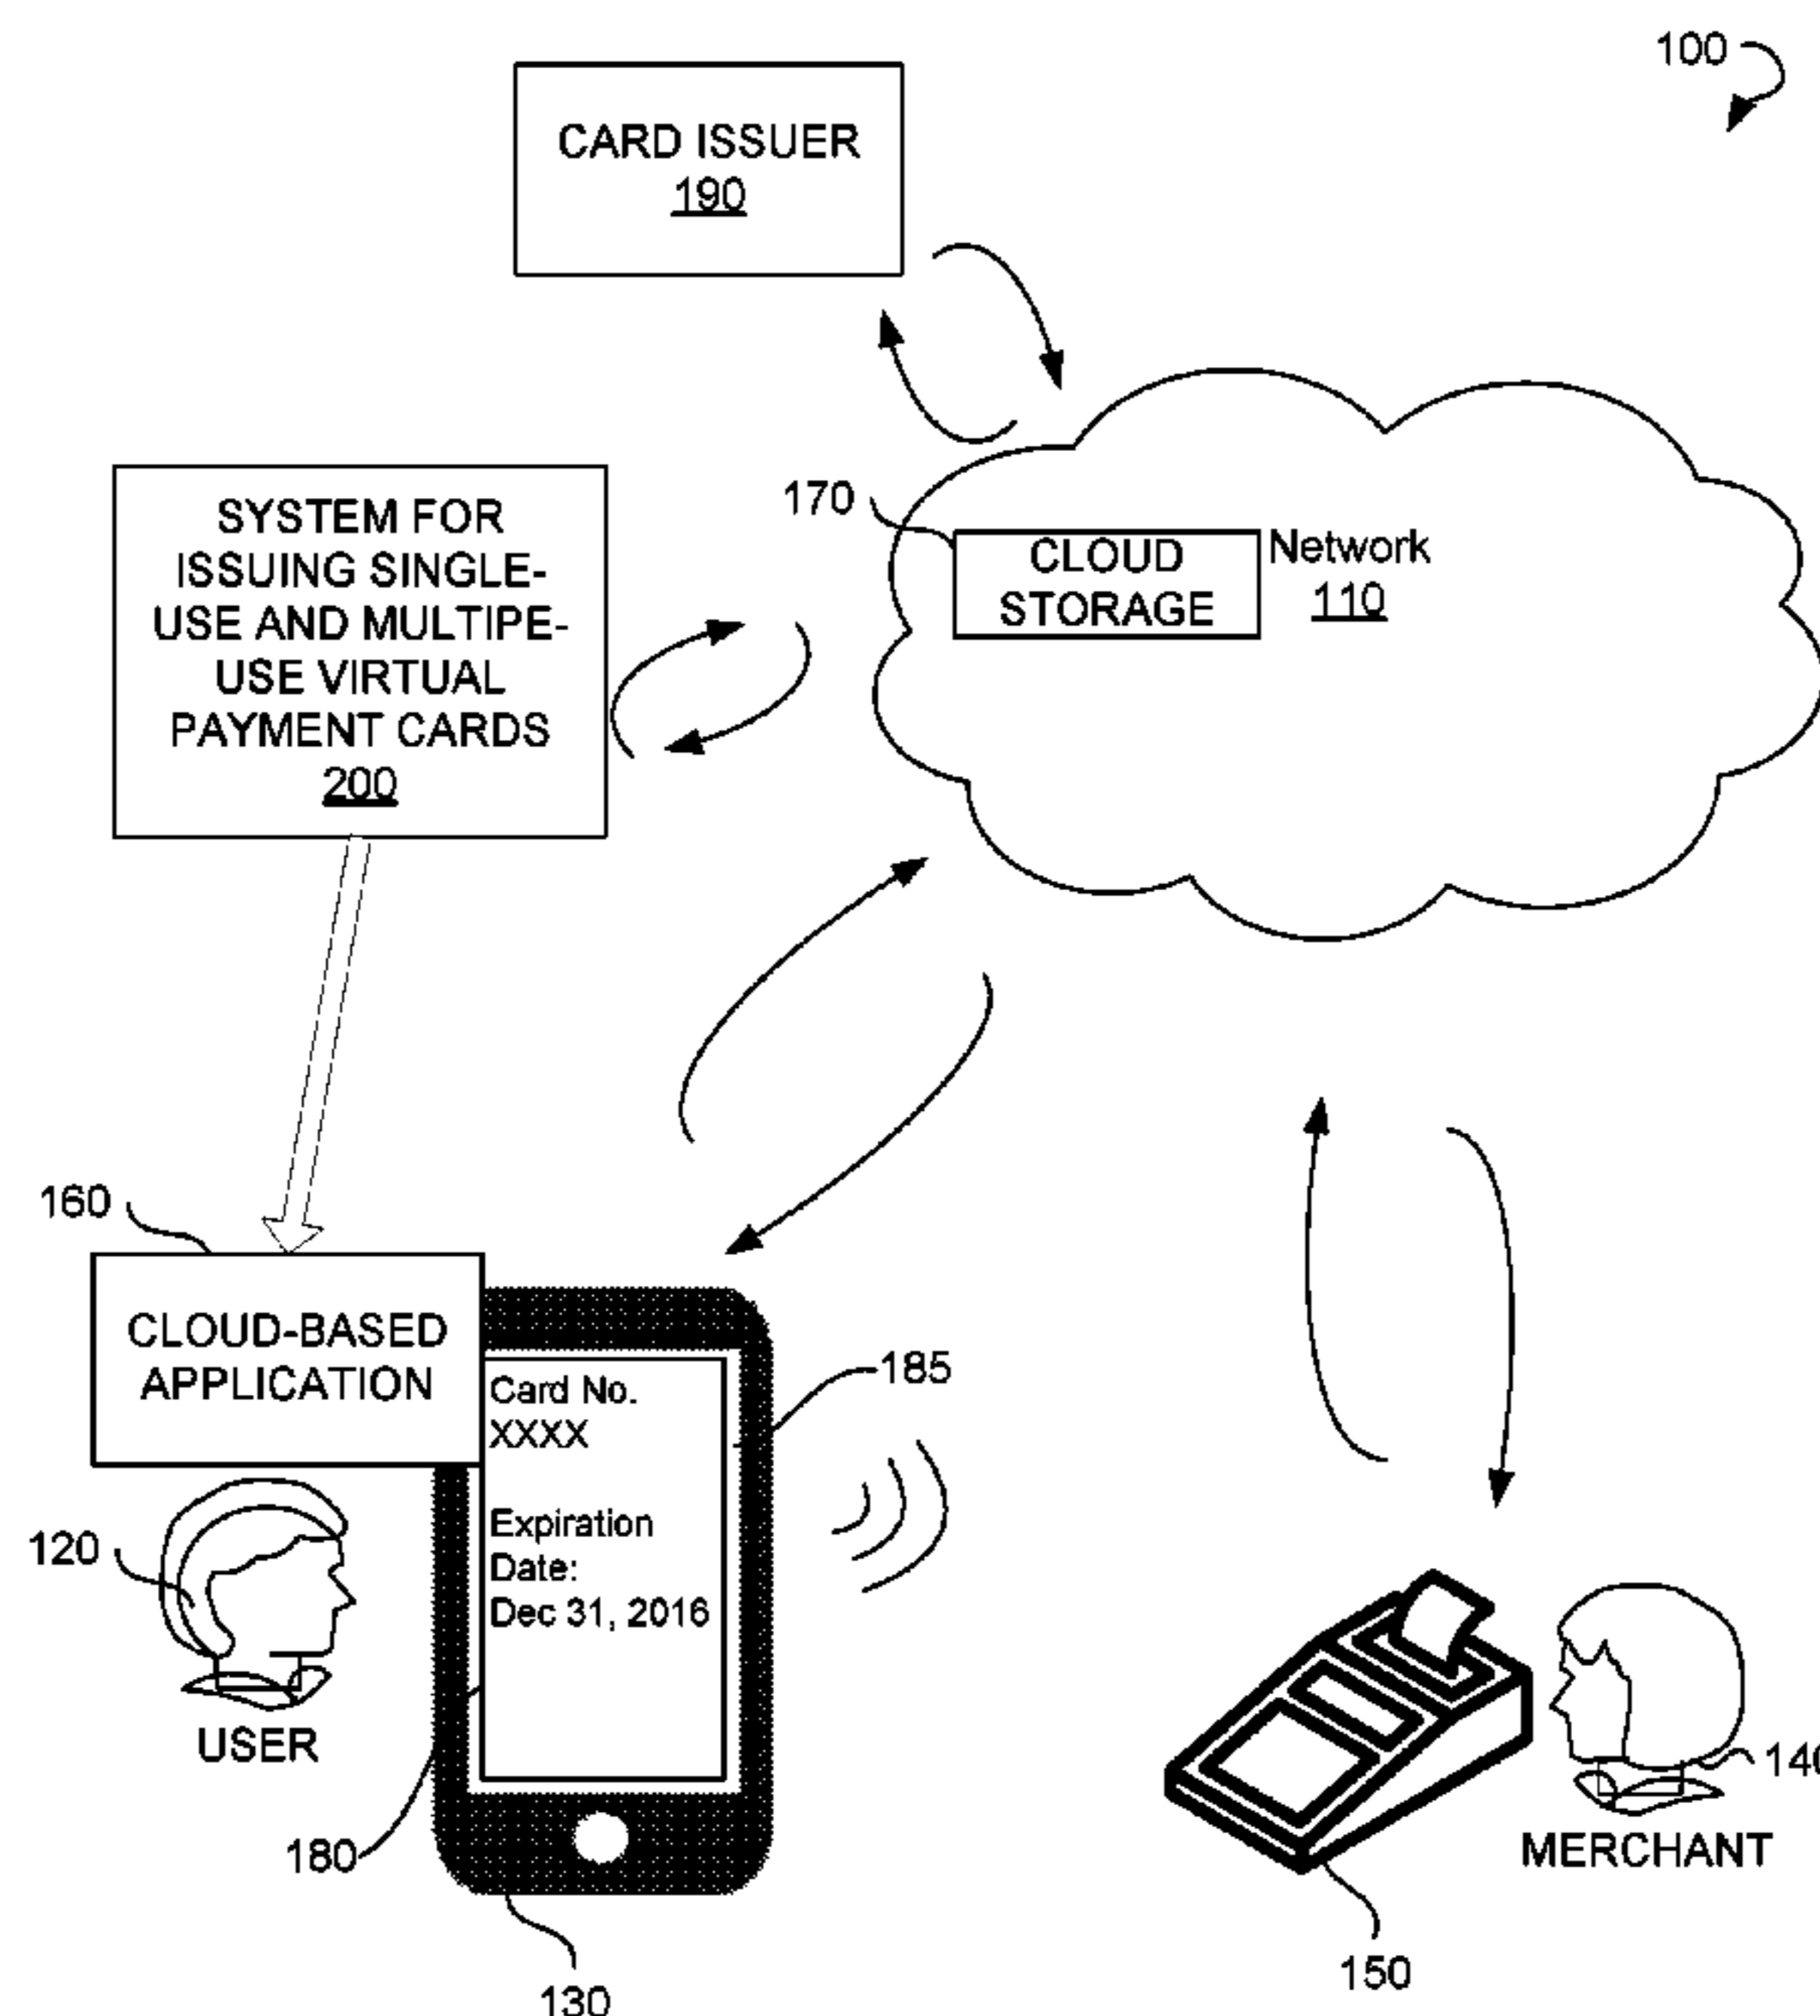 100
CARD ISSUER
190
170
CLOUD
STORAGE
Network
110
SYSTEM FOR
ISSUING SINGLE-
USE AND MULTIPE-
USE VIRTUAL
PAYMENT CARDS
200
160
CLOUD-BASED
APPLICATION
Card No.
XXXX
185
Expiration
Date:
Dec 31, 2016
120
USER
180
130
140
MERCHANT
150